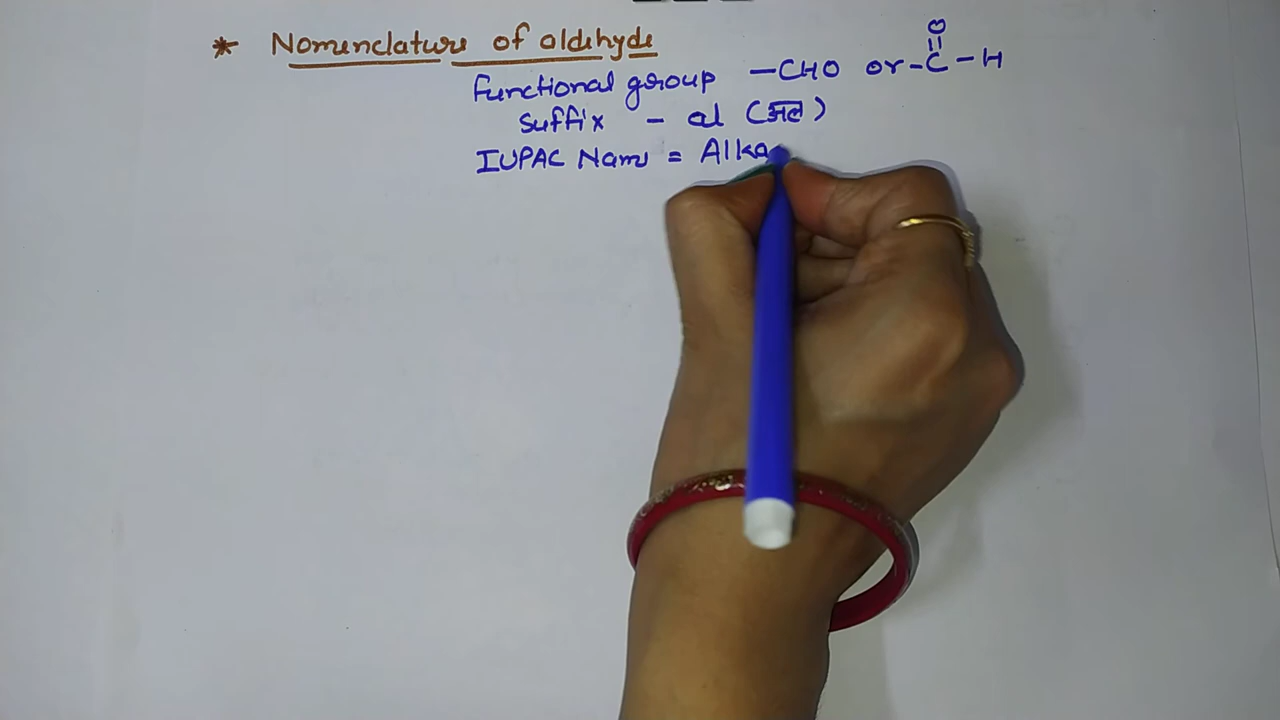 * Nomenclature of aldehyde
Functional group —CHO or -C-H
O
||
Suffix - al (अल)
IUPAC Name = Alka